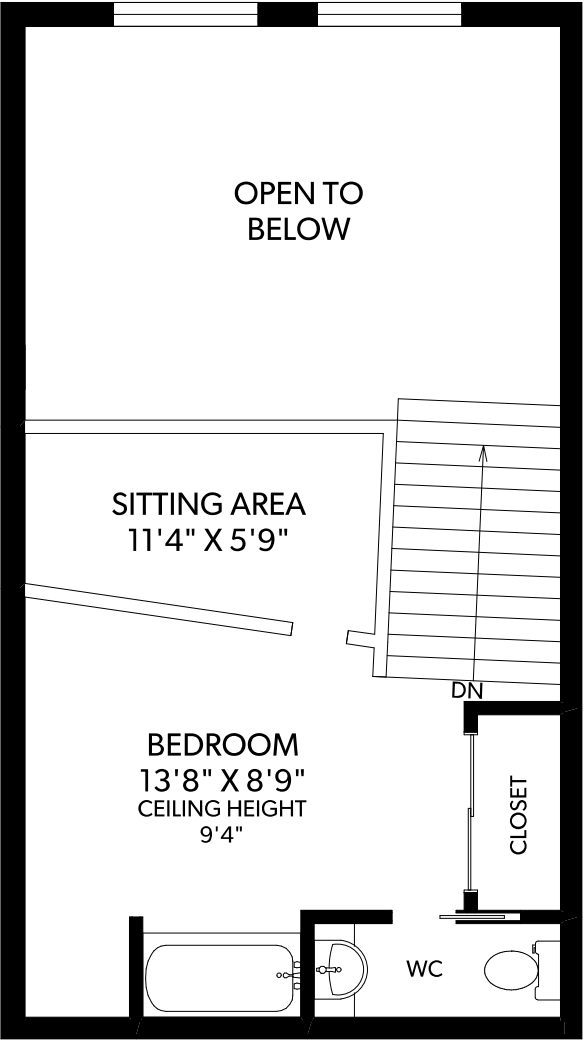 OPEN TO
BELOW
SITTING AREA
11'4" X 5'9"
DN
BEDROOM
13'8" X 8'9"
CEILING HEIGHT
9'4"
CLOSET
WC